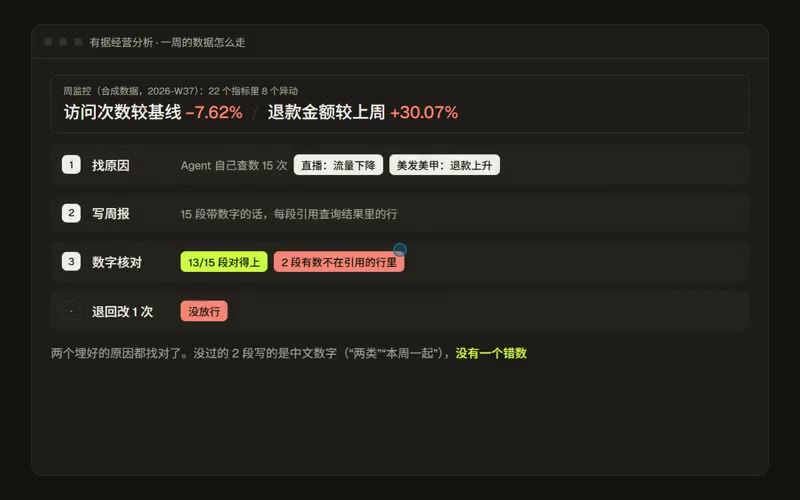 有据经营分析 · 一周的数据怎么走
周监控（合成数据，2026-W37）：22 个指标里 8 个异动
访问次数较基线 −7.62% / 退款金额较上周 +30.07%
1 找原因 Agent 自己查数 15 次 直播：流量下降 美发美甲：退款上升
2 写周报 15 段带数字的话，每段引用查询结果里的行
3 数字核对 13/15 段对得上 2 段有数不在引用的行里
· 退回改 1 次 没放行
两个埋好的原因都找对了。没过的 2 段写的是中文数字（“两类”“本周一起”），没有一个错数